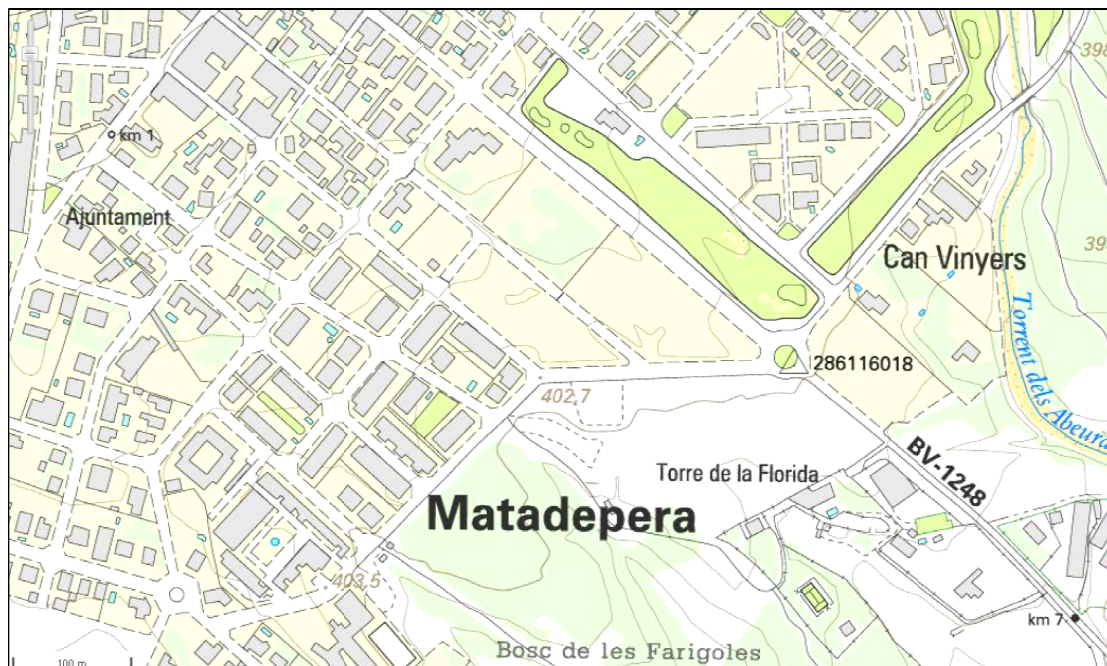 398
km 1
Ajuntament
39
Can Vinyers
Torrent dels Abeura
286116018
402,7
BV-1248
Torre de la Florida
Matadepera
403,5
km 7
Bosc de les Farigoles
100 m